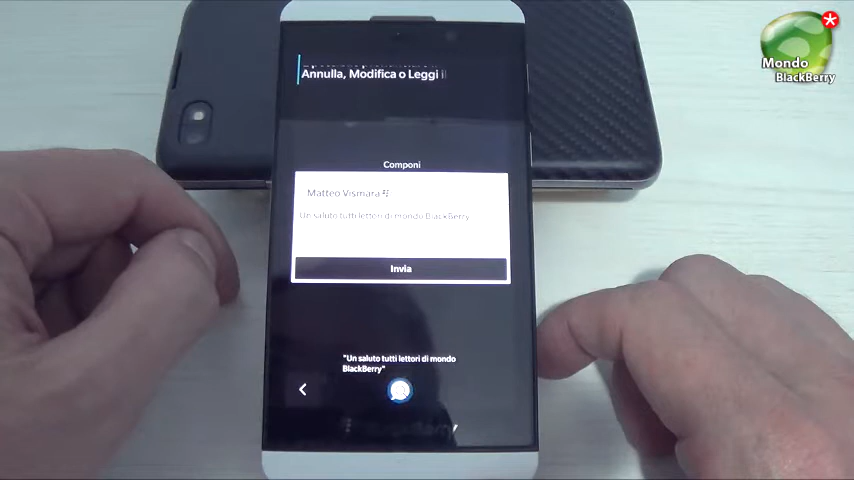 Mondo
BlackBerry
Annulla, Modifica o Leggi il
Componi
Matteo Vismara
Un saluto tutti lettori di mondo BlackBerry
Invia
"Un saluto tutti lettori di mondo
BlackBerry"